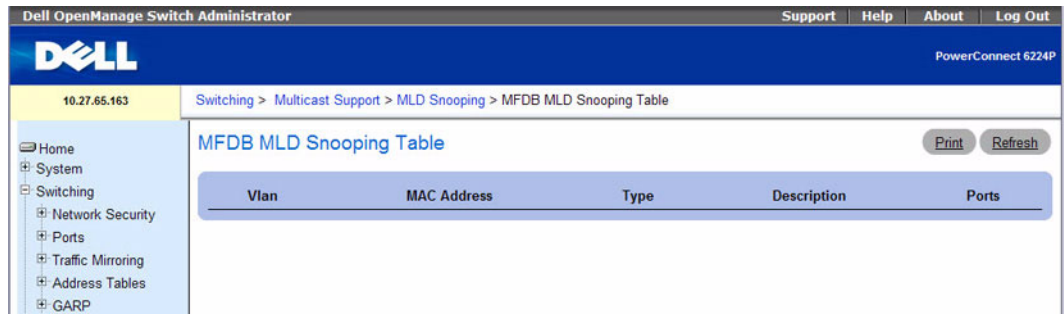 Dell OpenManage Switch Administrator
Support Help About Log Out
DELL
PowerConnect 6224P
10.27.65.163
Switching > Multicast Support > MLD Snooping > MFDB MLD Snooping Table
Home
System
Switching
Network Security
Ports
Traffic Mirroring
Address Tables
GARP
MFDB MLD Snooping Table
Print Refresh
Vlan MAC Address Type Description Ports